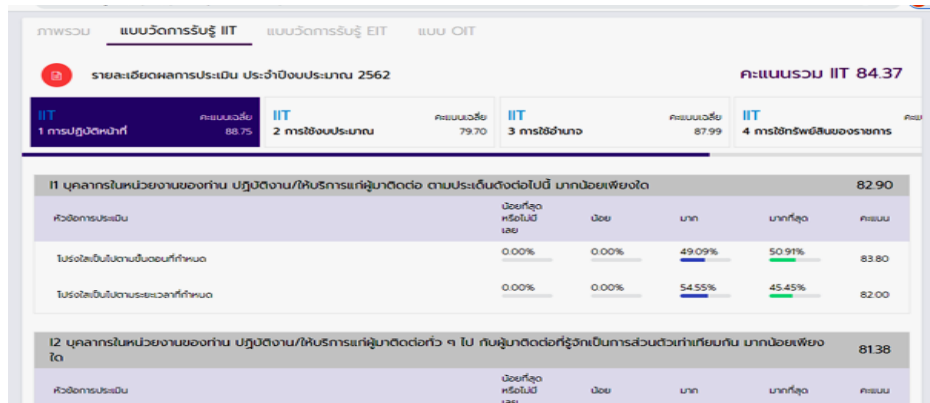 ภาพรวม แบบวัดการรับรู้ IIT แบบวัดการรับรู้ EIT แบบ OIT
รายละเอียดผลการประเมิน ประจำปีงบประมาณ 2562 คะแนนรวม IIT 84.37
IIT คะแนนเฉลี่ย IIT คะแนนเฉลี่ย IIT คะแนนเฉลี่ย IIT
1 การปฏิบัติหน้าที่ 88.75 2 การใช้งบประมาณ 79.70 3 การใช้อำนาจ 87.99 4 การใช้ทรัพย์สินของราชการ
I1 บุคลากรในหน่วยงานของท่าน ปฏิบัติงาน/ให้บริการแก่ผู้มาติดต่อ ตามประเด็นดังต่อไปนี้ มากน้อยเพียงใด 82.90
หัวข้อการประเมิน น้อยที่สุดหรือไม่มีเลย น้อย มาก มากที่สุด คะแนน
โปร่งใสเป็นไปตามขั้นตอนที่กำหนด 0.00% 0.00% 49.09% 50.91% 83.80
โปร่งใสเป็นไปตามระยะเวลาที่กำหนด 0.00% 0.00% 54.55% 45.45% 82.00
I2 บุคลากรในหน่วยงานของท่าน ปฏิบัติงาน/ให้บริการแก่ผู้มาติดต่อทั่ว ๆ ไป กับผู้มาติดต่อที่รู้จักเป็นการส่วนตัวเท่าเทียมกัน มากน้อยเพียง
ใด 81.38
หัวข้อการประเมิน น้อยที่สุดหรือไม่มีเลย น้อย มาก มากที่สุด คะแนน